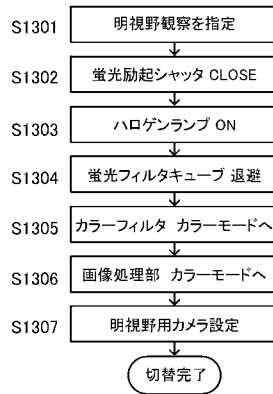 S1301 明視野観察を指定
S1302 蛍光励起シャッタ CLOSE
S1303 ハロゲンランプ ON
S1304 蛍光フィルタキューブ 退避
S1305 カラーフィルタ カラーモードへ
S1306 画像処理部 カラーモードへ
S1307 明視野用カメラ設定
切替完了